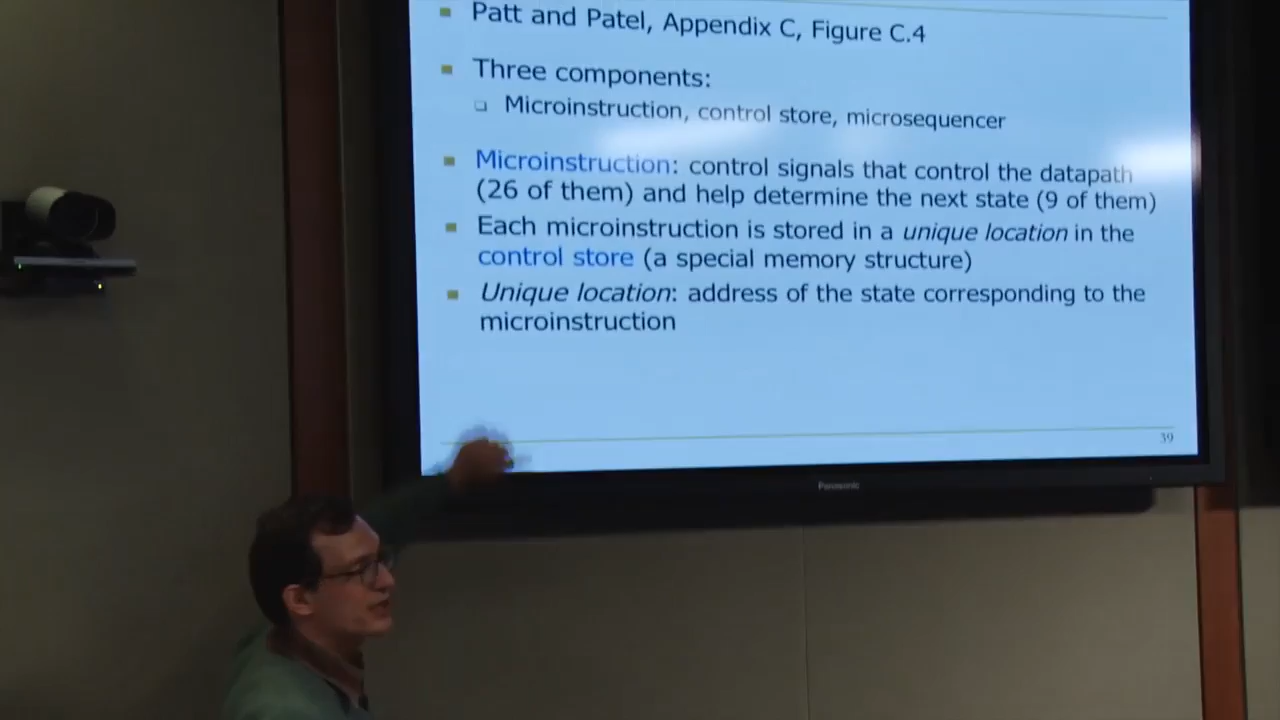 Patt and Patel, Appendix C, Figure C.4
Three components:
Microinstruction, control store, microsequencer
Microinstruction: control signals that control the datapath
(26 of them) and help determine the next state (9 of them)
Each microinstruction is stored in a unique location in the
control store (a special memory structure)
Unique location: address of the state corresponding to the
microinstruction
39
Panasonic